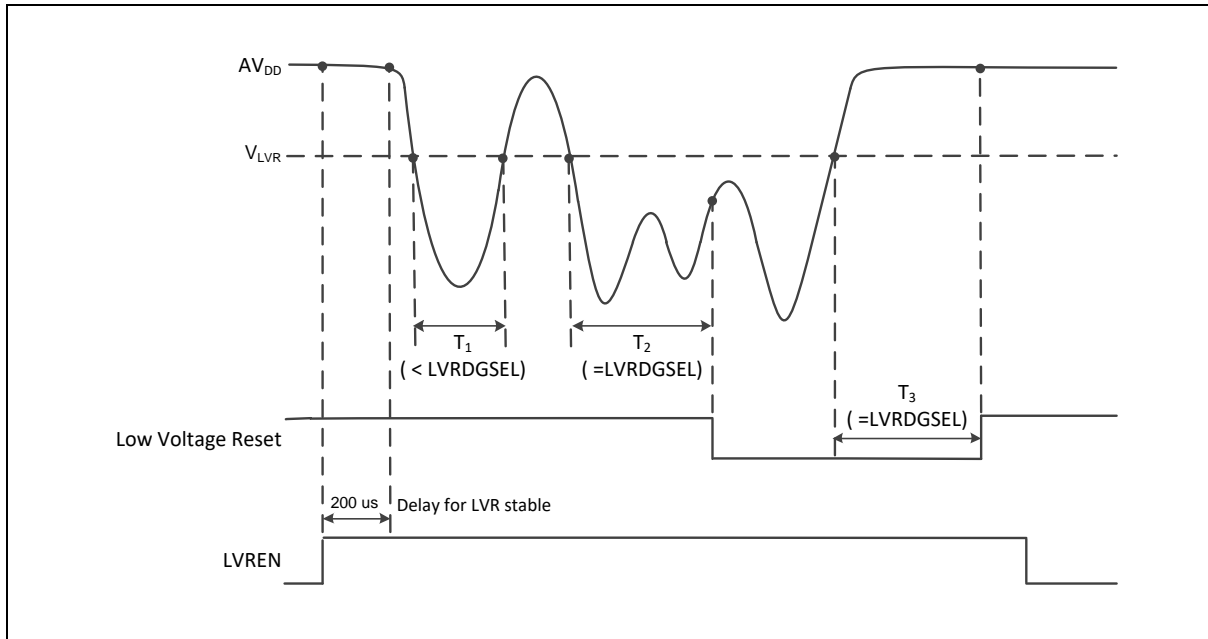 AVDD
VLVR
T1
( < LVRDGSEL)
T2
( =LVRDGSEL)
T3
( =LVRDGSEL)
Low Voltage Reset
200 us
Delay for LVR stable
LVREN